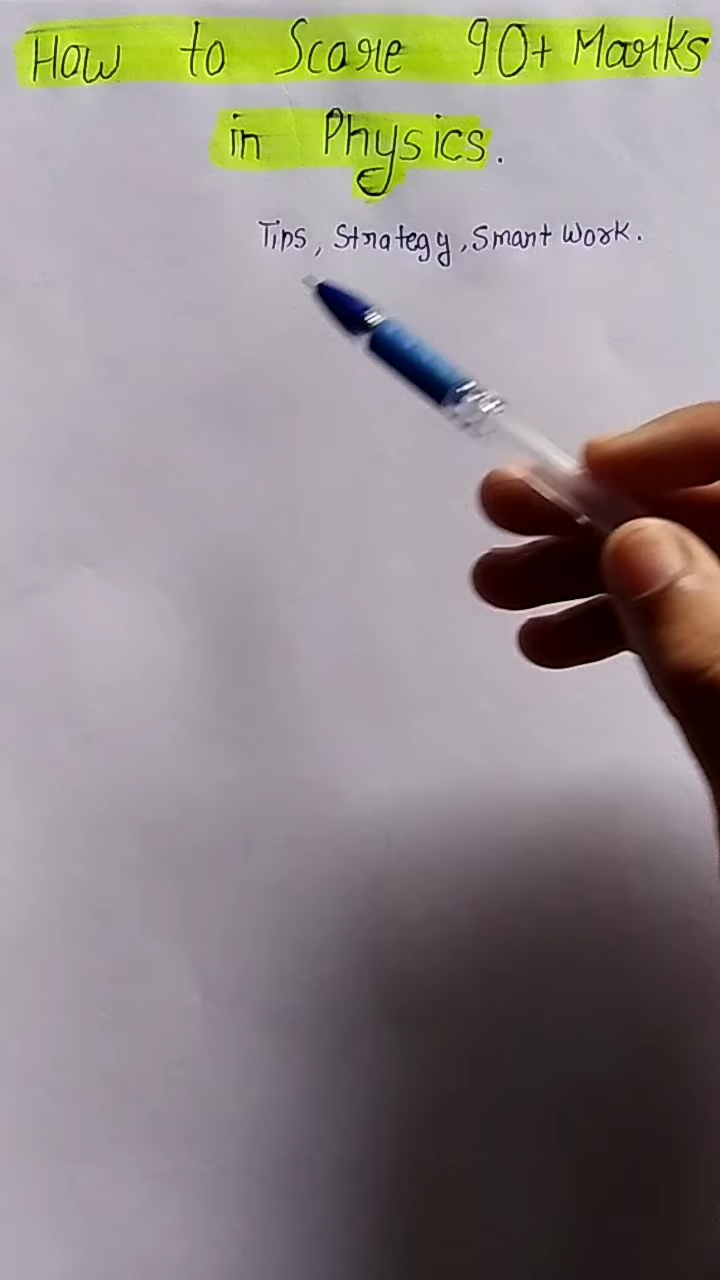 How to Score 90+ Marks
in Physics.
Tips, Strategy, Smart Work.